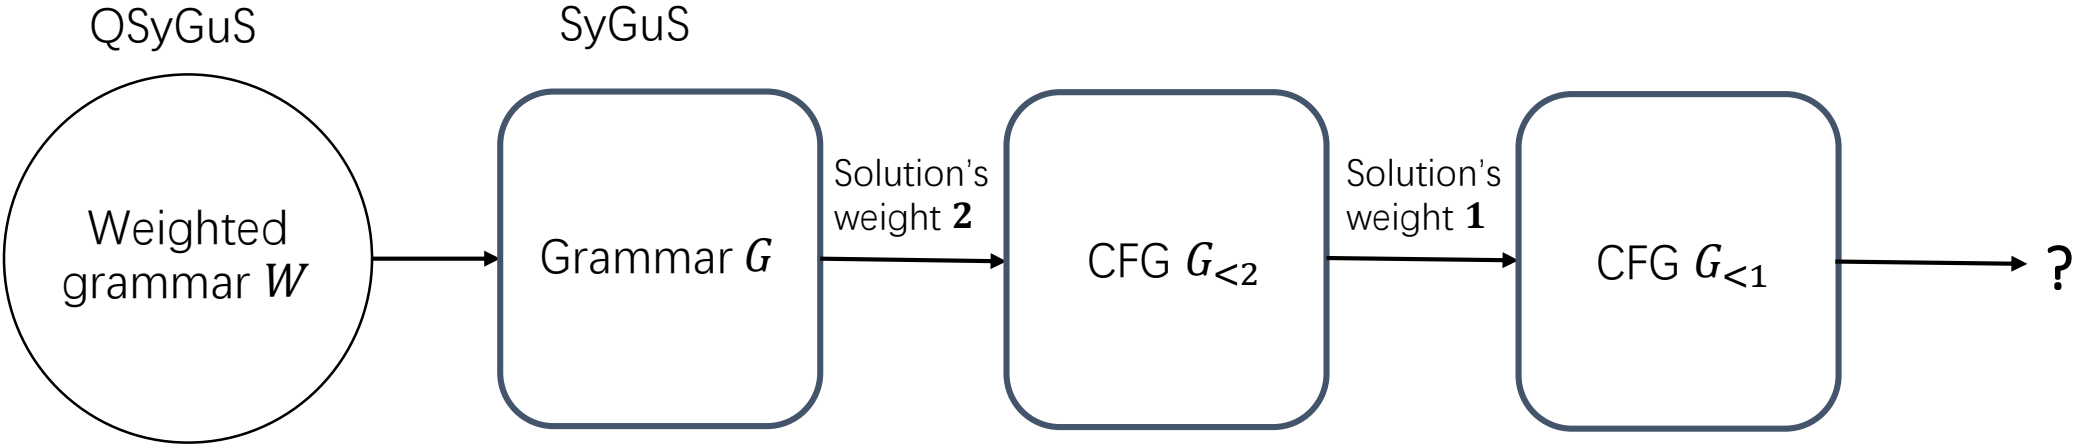 QSyGuS
SyGuS
Weighted
grammar W
Grammar G
Solution's
weight 2
CFG G<2
Solution's
weight 1
CFG G<1
?